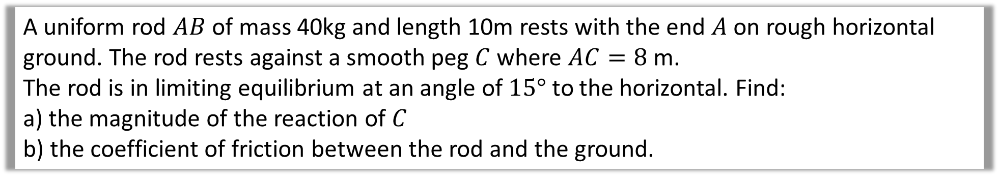 A uniform rod 𝐴𝐵 of mass 40kg and length 10m rests with the end 𝐴 on rough horizontal
ground. The rod rests against a smooth peg 𝐶 where 𝐴𝐶 = 8 m.
The rod is in limiting equilibrium at an angle of 15° to the horizontal. Find:
a) the magnitude of the reaction of 𝐶
b) the coefficient of friction between the rod and the ground.